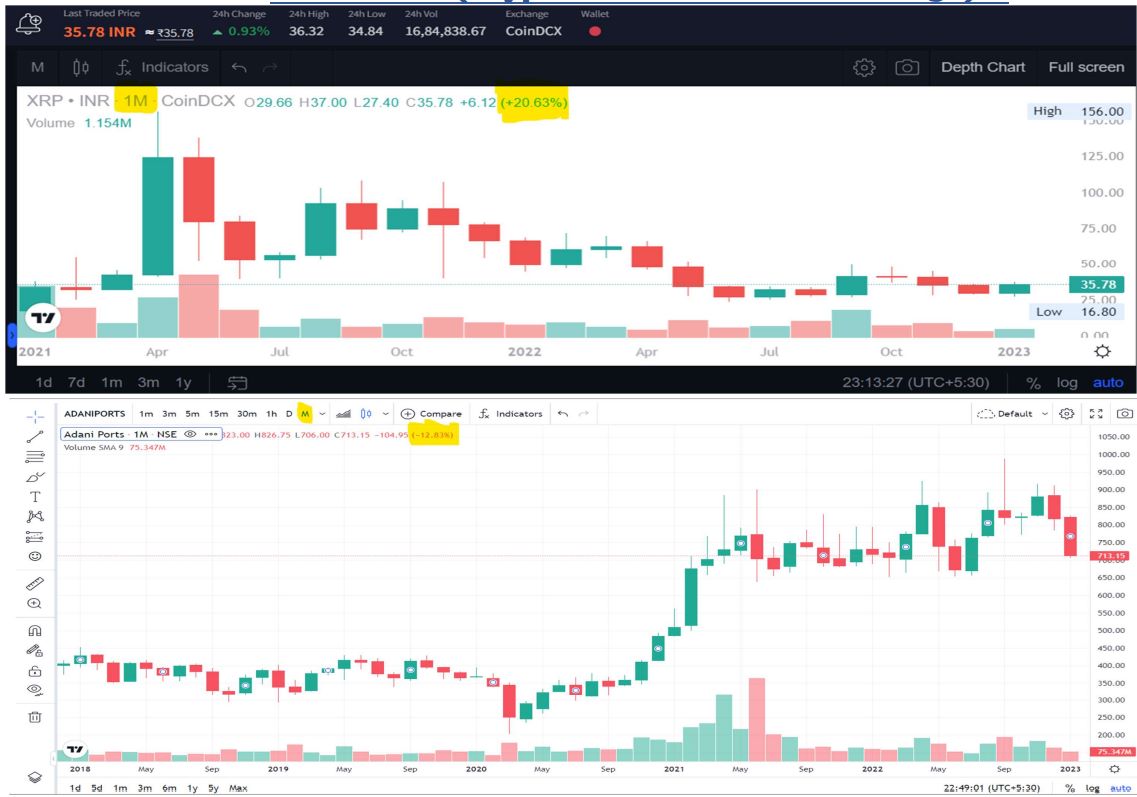 Last Traded Price 24h Change 24h High 24h Low 24h Vol Exchange Wallet
35.78 INR ≈ ₹35.78 0.93% 36.32 34.84 16,84,838.67 CoinDCX
M Indicators Depth Chart Full screen
XRP • INR 1M · CoinDCX O29.66 H37.00 L27.40 C35.78 +6.12 (+20.63%)
Volume 1.154M
High 156.00
125.00
100.00
75.00
50.00
35.78
25.00
Low 16.80
0.00
2021 Apr Jul Oct 2022 Apr Jul Oct 2023
1d 7d 1m 3m 1y 23:13:27 (UTC+5:30) % log auto
ADANIPORTS 1m 3m 5m 15m 30m 1h D M Compare Indicators Default
Adani Ports · 1M · NSE 823.00 H826.75 L706.00 C713.15 −104.95 (−12.83%)
Volume SMA 9 75.347M
1050.00
1000.00
950.00
900.00
850.00
800.00
750.00
713.15
650.00
600.00
550.00
500.00
450.00
400.00
350.00
300.00
250.00
200.00
75.347M
2018 May Sep 2019 May Sep 2020 May Sep 2021 May Sep 2022 May Sep 2023
1d 5d 1m 3m 6m 1y 5y Max 22:49:01 (UTC+5:30) % log auto